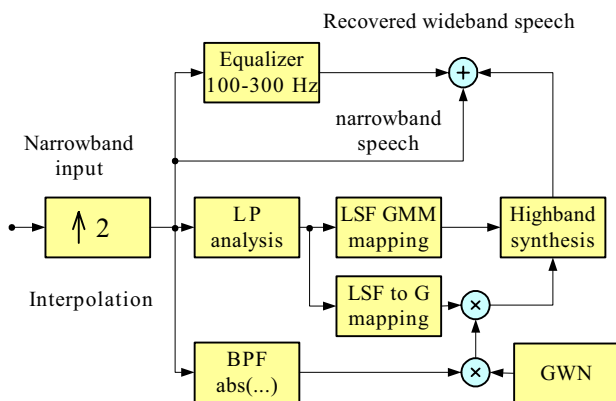 Recovered wideband speech
Equalizer
100-300 Hz
+
narrowband
speech
Narrowband
input
↑ 2
Interpolation
LP
analysis
LSF GMM
mapping
Highband
synthesis
LSF to G
mapping
×
BPF
abs(...)
×
GWN